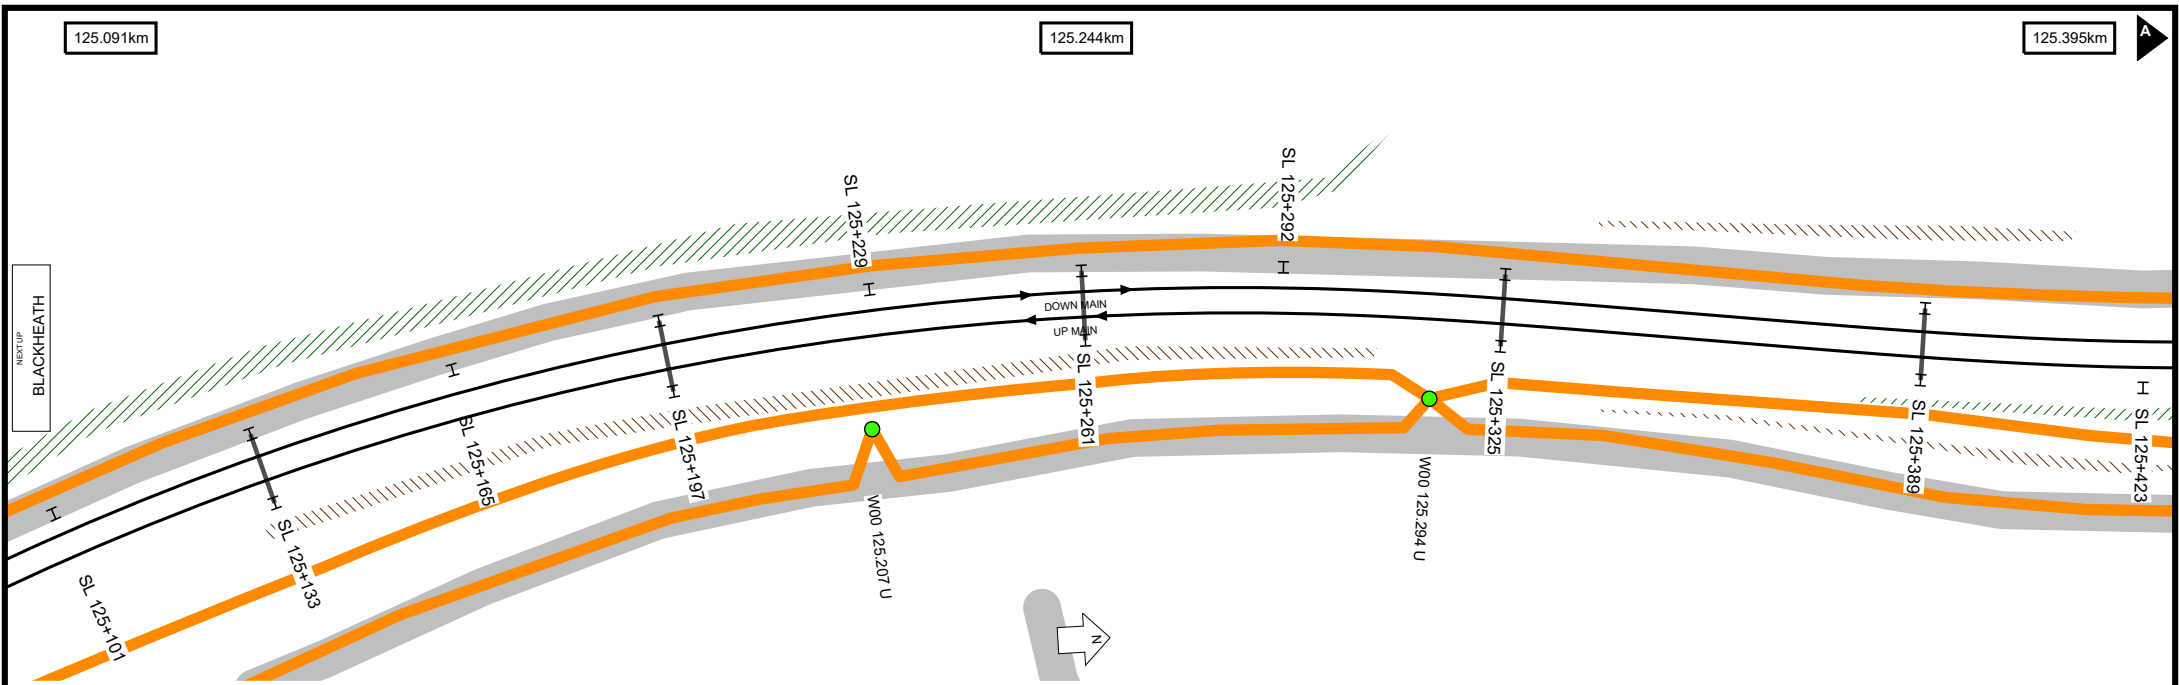 125.091km
125.244km
125.395km
A
NEXT UP
BLACKHEATH
SL 125+101
SL 125+133
SL 125+165
SL 125+197
SL 125+229
SL 125+261
SL 125+292
SL 125+325
SL 125+389
SL 125+423
DOWN MAIN
UP MAIN
W00 125.207 U
W00 125.294 U
N